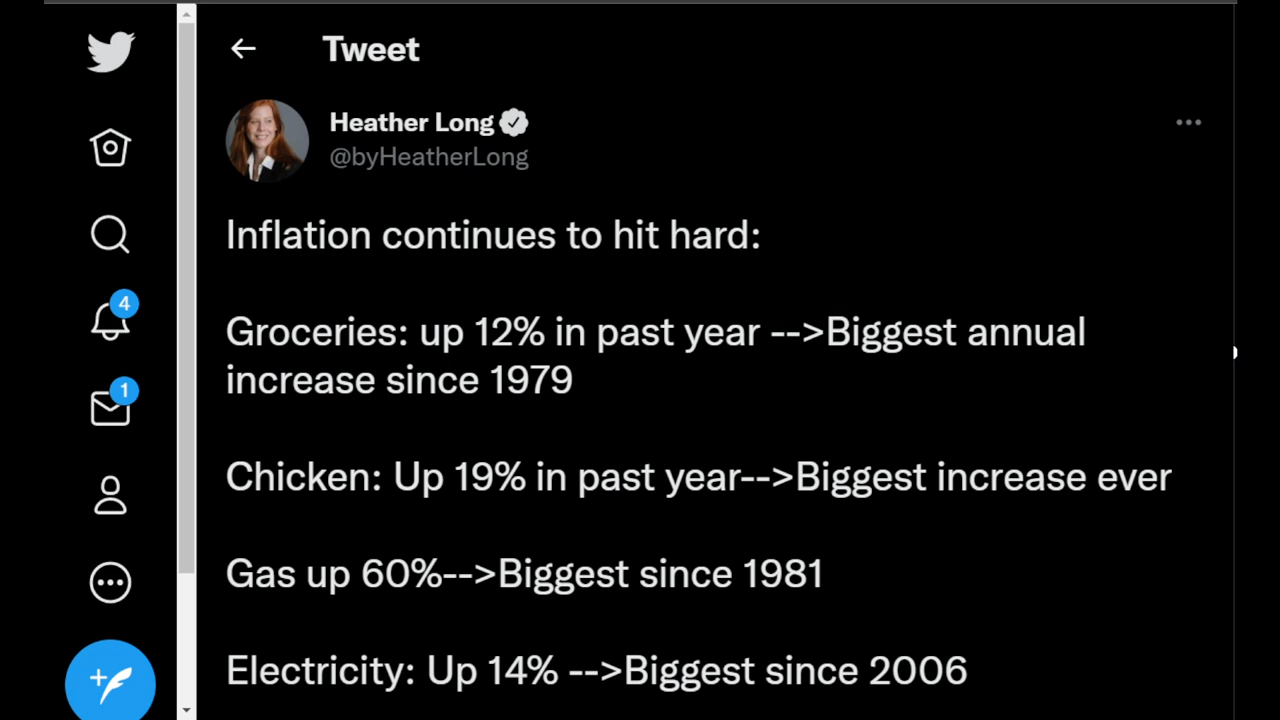 Tweet
Heather Long
@byHeatherLong
Inflation continues to hit hard:
Groceries: up 12% in past year -->Biggest annual
increase since 1979
4
Chicken: Up 19% in past year-->Biggest increase ever
1
Gas up 60%-->Biggest since 1981
Electricity: Up 14% -->Biggest since 2006